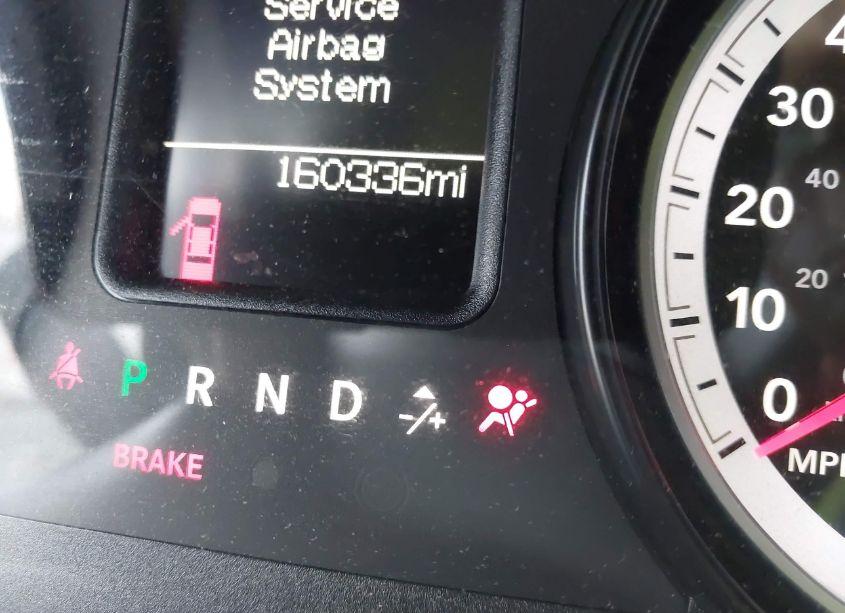 Service
Airbag
System
160336mi
30
40
20
20
10
0
P R N D -/+
BRAKE
MPH